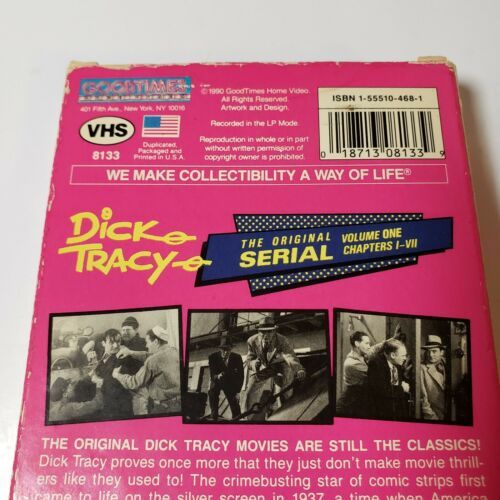 GOODTIMES
401 Fifth Ave., New York, NY 10016
VHS
8133
Duplicated,
Packaged and
Printed in U.S.A.
©1990 GoodTimes Home Video.
All Rights Reserved.
Artwork and Design.
Recorded in the LP Mode.
Reproduction in whole or in part
without written permission of
copyright owner is prohibited.
ISBN 1-55510-468-1
0 18713 08133 9
WE MAKE COLLECTIBILITY A WAY OF LIFE®
DICK
TRACY
THE ORIGINAL
SERIAL
VOLUME ONE
CHAPTERS I-VII
THE ORIGINAL DICK TRACY MOVIES ARE STILL THE CLASSICS!
Dick Tracy proves once more that they just don't make movie thrill-
ers like they used to! The crimebusting star of comic strips first
came to life on the silver screen in 1937, a time when America